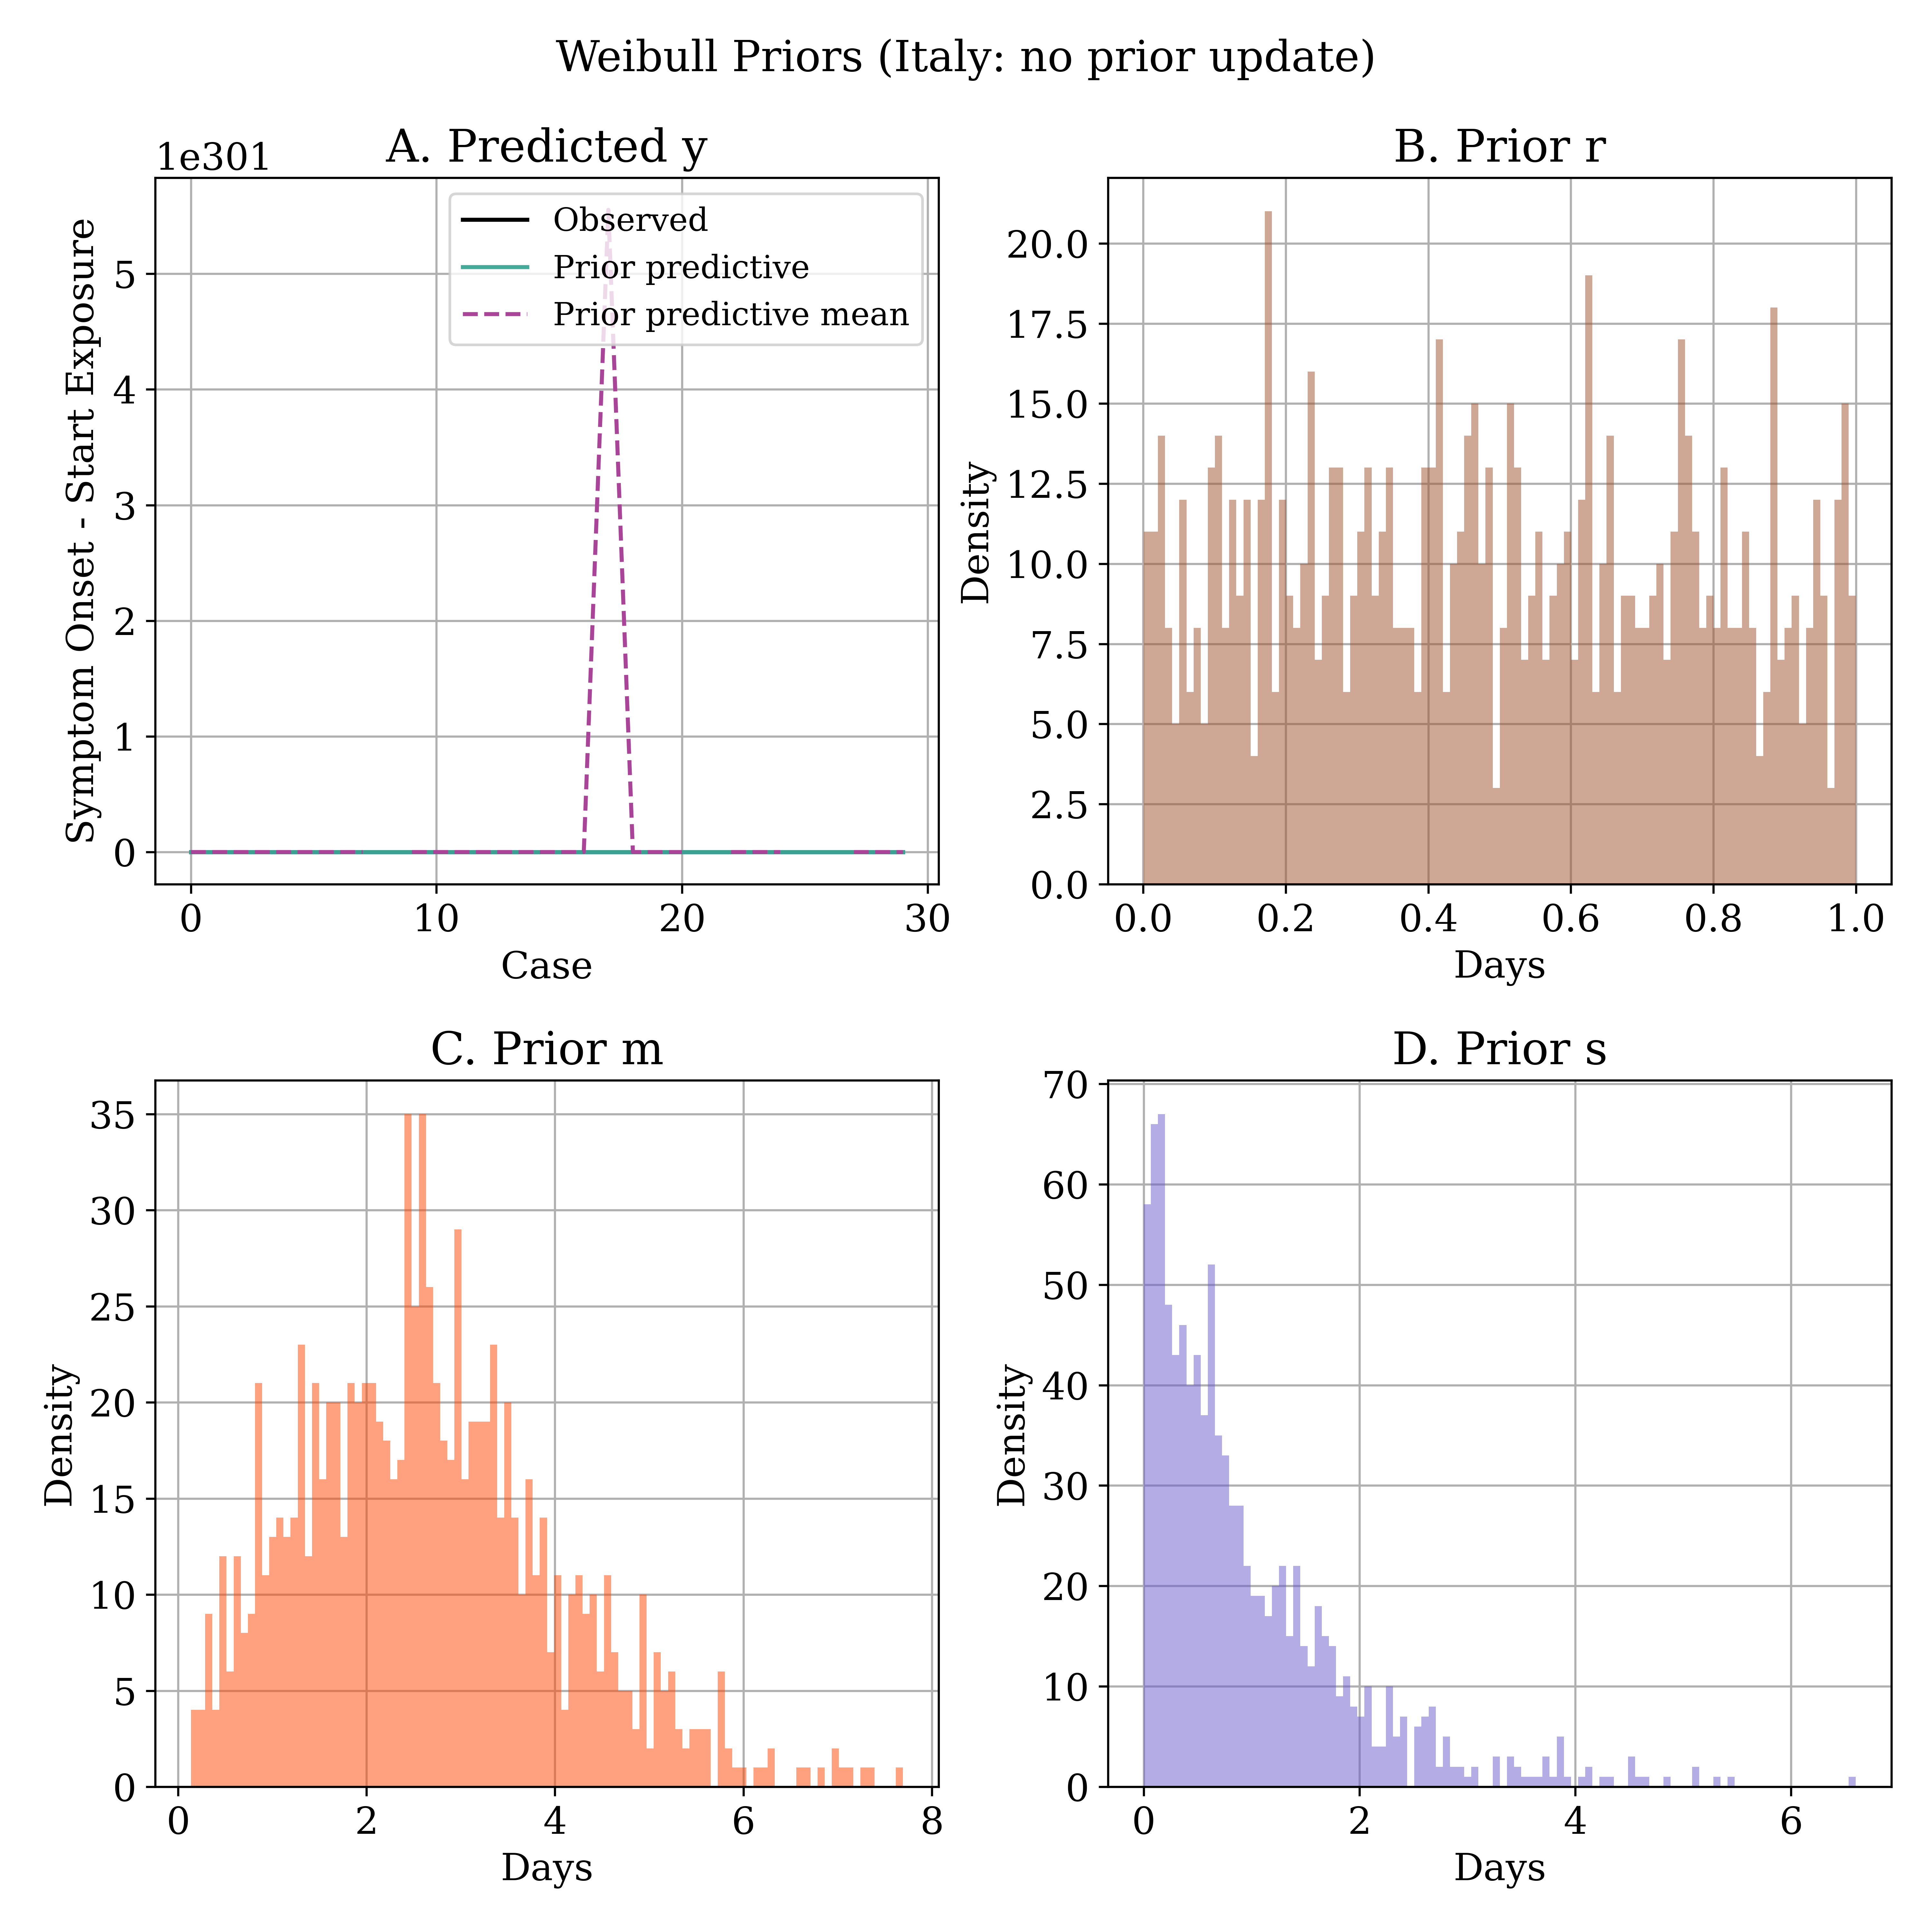 Weibull Priors (Italy: no prior update)
A. Predicted y
1e301
Symptom Onset - Start Exposure
5
4
3
2
1
0
Observed
Prior predictive
Prior predictive mean
0 10 20 30
Case
B. Prior r
Density
20.0
17.5
15.0
12.5
10.0
7.5
5.0
2.5
0.0
0.0 0.2 0.4 0.6 0.8 1.0
Days
C. Prior m
Density
35
30
25
20
15
10
5
0
0 2 4 6 8
Days
D. Prior s
Density
70
60
50
40
30
20
10
0
0 2 4 6
Days